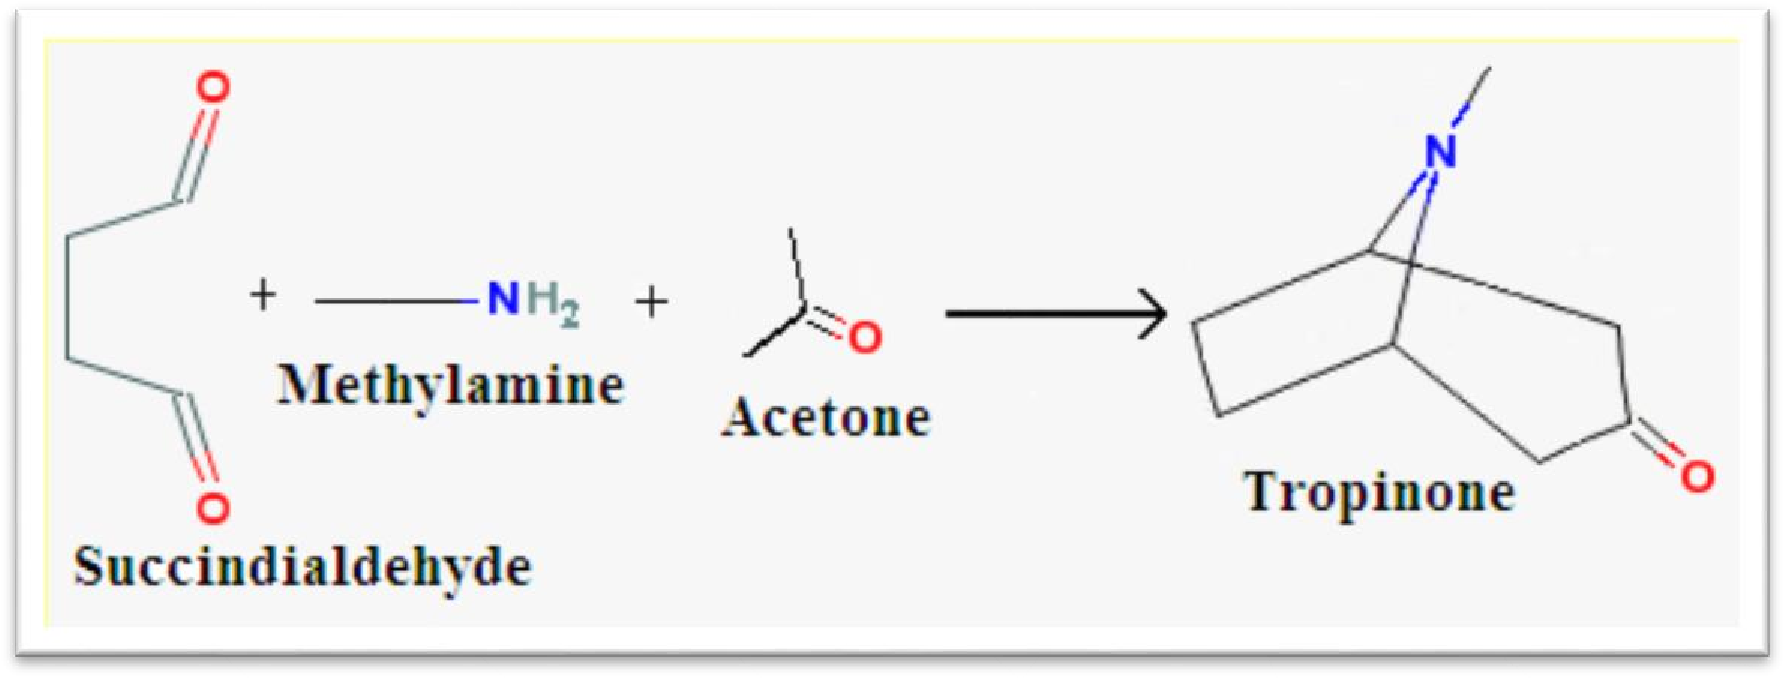 O
N
+
NH2
+
O
Methylamine
Acetone
O
Tropinone
O
Succindialdehyde